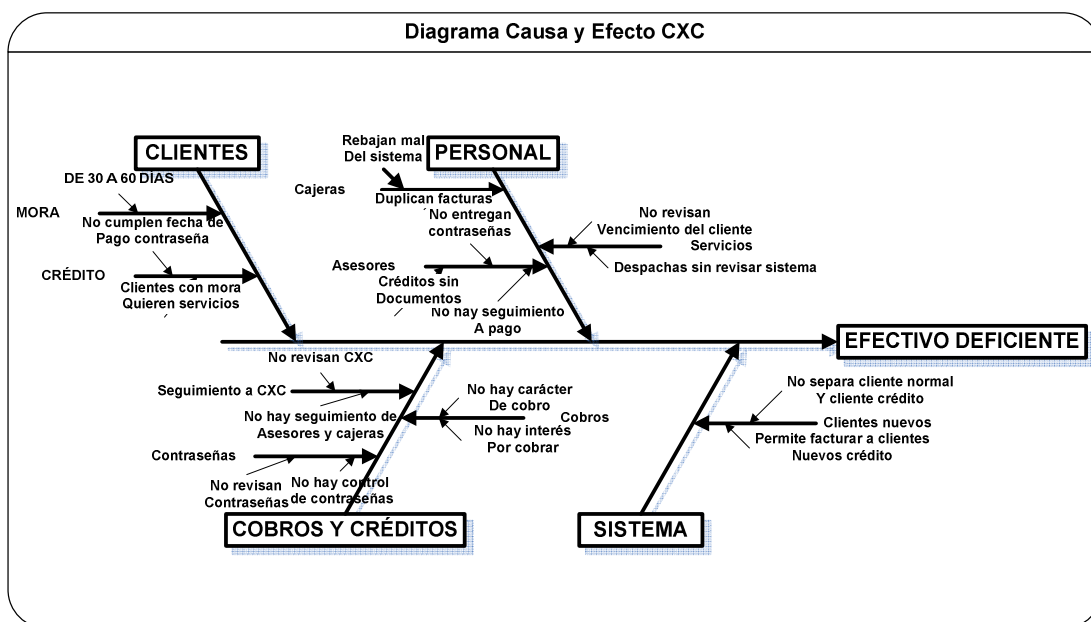 Diagrama Causa y Efecto CXC
CLIENTES
DE 30 A 60 DÍAS
MORA
No cumplen fecha de
Pago contraseña
CRÉDITO
Clientes con mora
Quieren servicios
PERSONAL
Rebajan mal
Del sistema
Cajeras
Duplican facturas
No entregan
contraseñas
Asesores
Créditos sin
Documentos
No hay seguimiento
A pago
No revisan
Vencimiento del cliente
Servicios
Despachas sin revisar sistema
EFECTIVO DEFICIENTE
No revisan CXC
Seguimiento a CXC
No hay seguimiento de
Asesores y cajeras
No hay carácter
De cobro
Cobros
No hay interés
Por cobrar
Contraseñas
No revisan
Contraseñas
No hay control
de contraseñas
COBROS Y CRÉDITOS
No separa cliente normal
Y cliente crédito
Clientes nuevos
Permite facturar a clientes
Nuevos crédito
SISTEMA